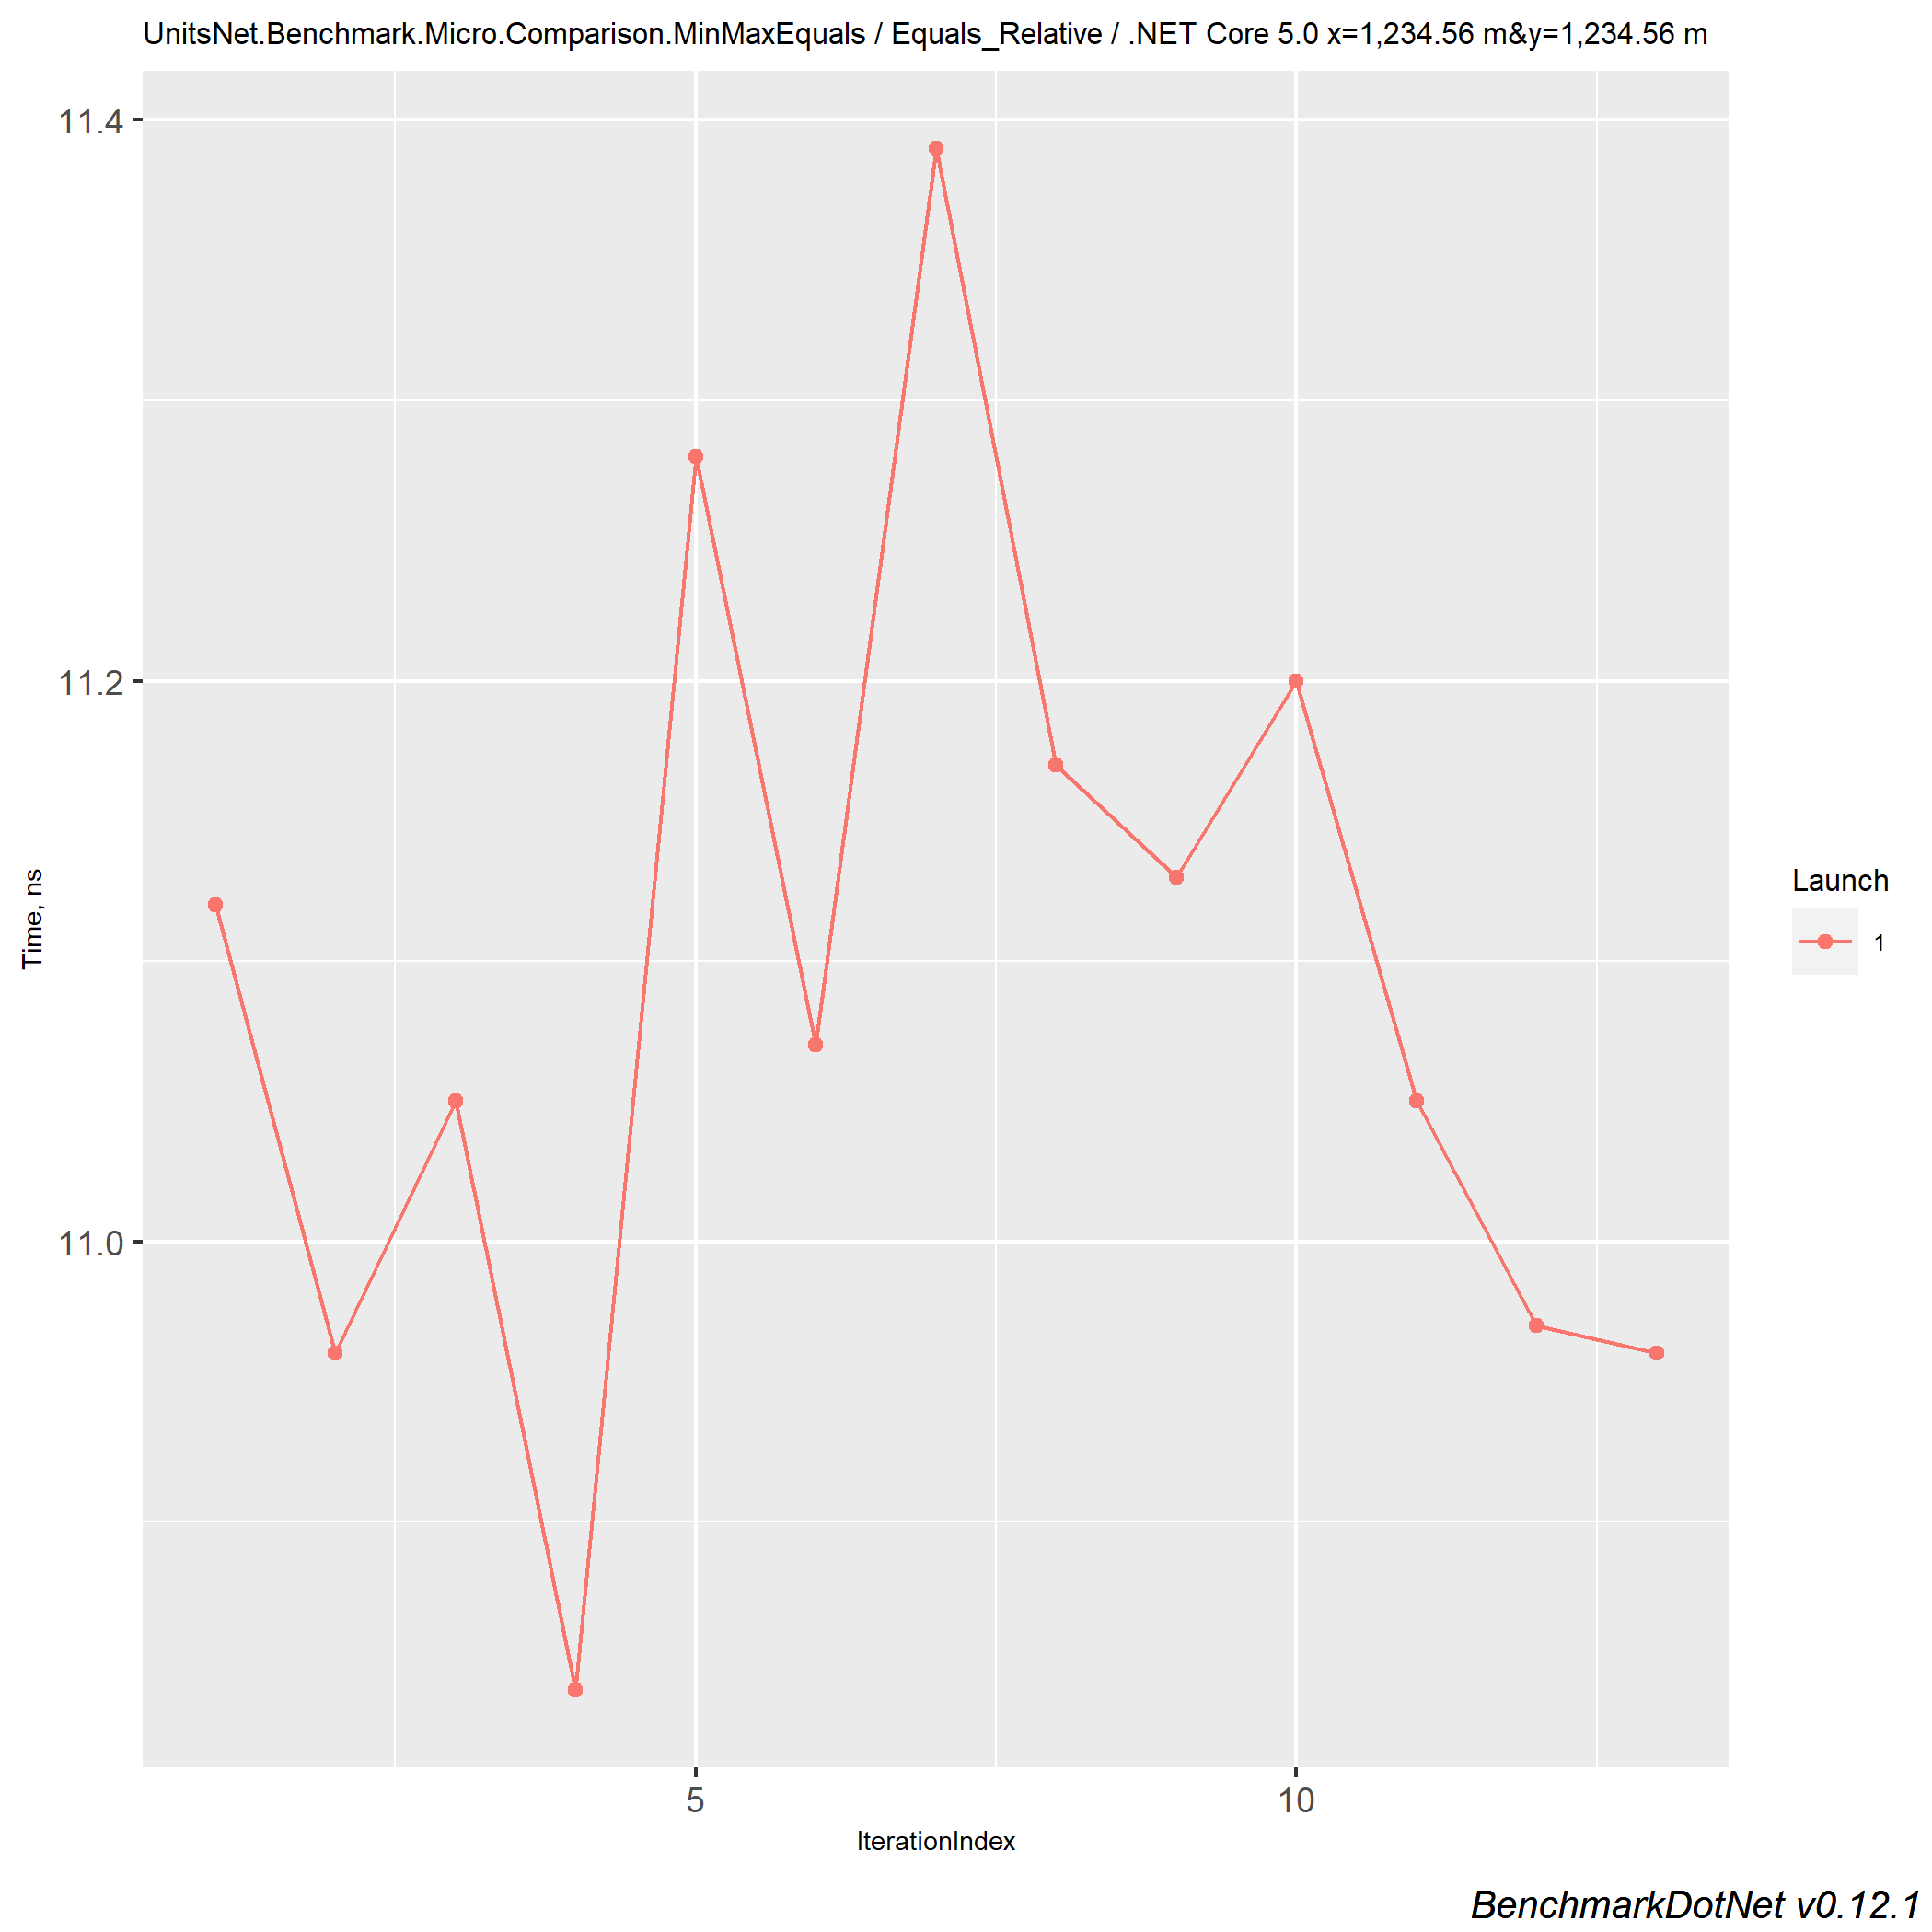 UnitsNet.Benchmark.Micro.Comparison.MinMaxEquals / Equals_Relative / .NET Core 5.0 x=1,234.56 m&y=1,234.56 m
11.4
11.2
11.0
Time, ns
5
10
IterationIndex
Launch
1
BenchmarkDotNet v0.12.1